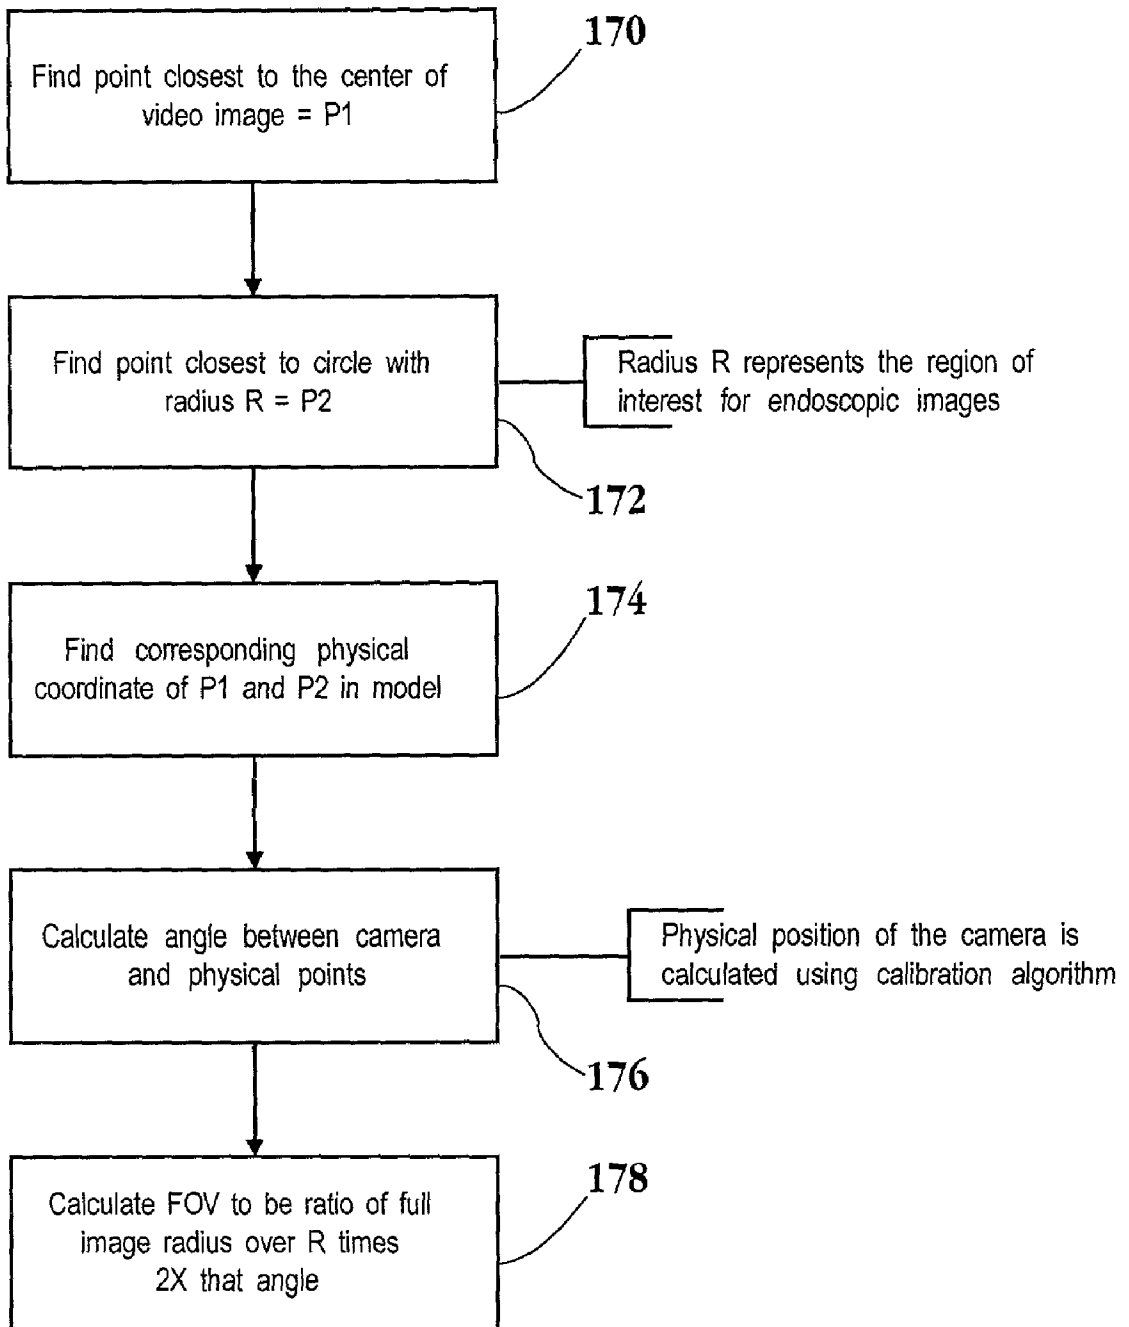 170
Find point closest to the center of
video image = P1
Find point closest to circle with
radius R = P2
Radius R represents the region of
interest for endoscopic images
172
174
Find corresponding physical
coordinate of P1 and P2 in model
Calculate angle between camera
and physical points
Physical position of the camera is
calculated using calibration algorithm
176
178
Calculate FOV to be ratio of full
image radius over R times
2X that angle